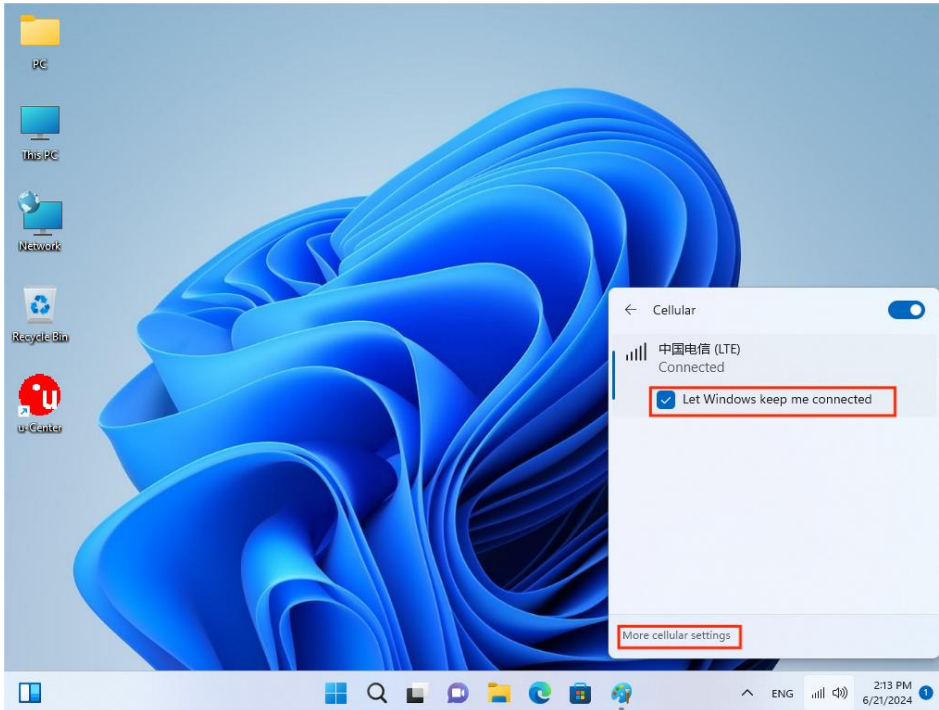 PC
This PC
Network
Recycle Bin
u
u-Center
Cellular
中国电信 (LTE)
Connected
Let Windows keep me connected
More cellular settings
ENG
2:13 PM
6/21/2024
1